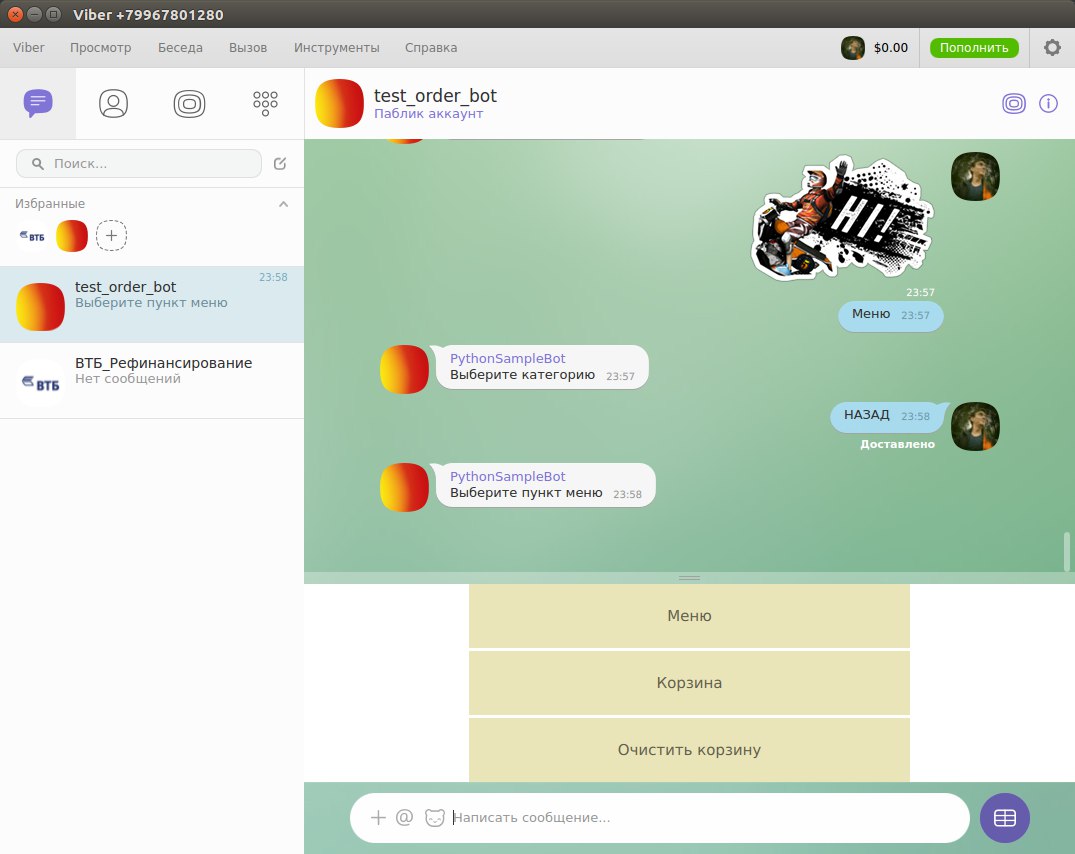 Viber +79967801280
Viber Просмотр Беседа Вызов Инструменты Справка $0.00 Пополнить
test_order_bot
Паблик аккаунт
Поиск...
Избранные
ВТБ
test_order_bot 23:58
Выберите пункт меню
ВТБ
ВТБ_Рефинансирование
Нет сообщений
HI!
23:57
Меню 23:57
PythonSampleBot
Выберите категорию 23:57
НАЗАД 23:58
Доставлено
PythonSampleBot
Выберите пункт меню 23:58
Меню
Корзина
Очистить корзину
@ Написать сообщение...